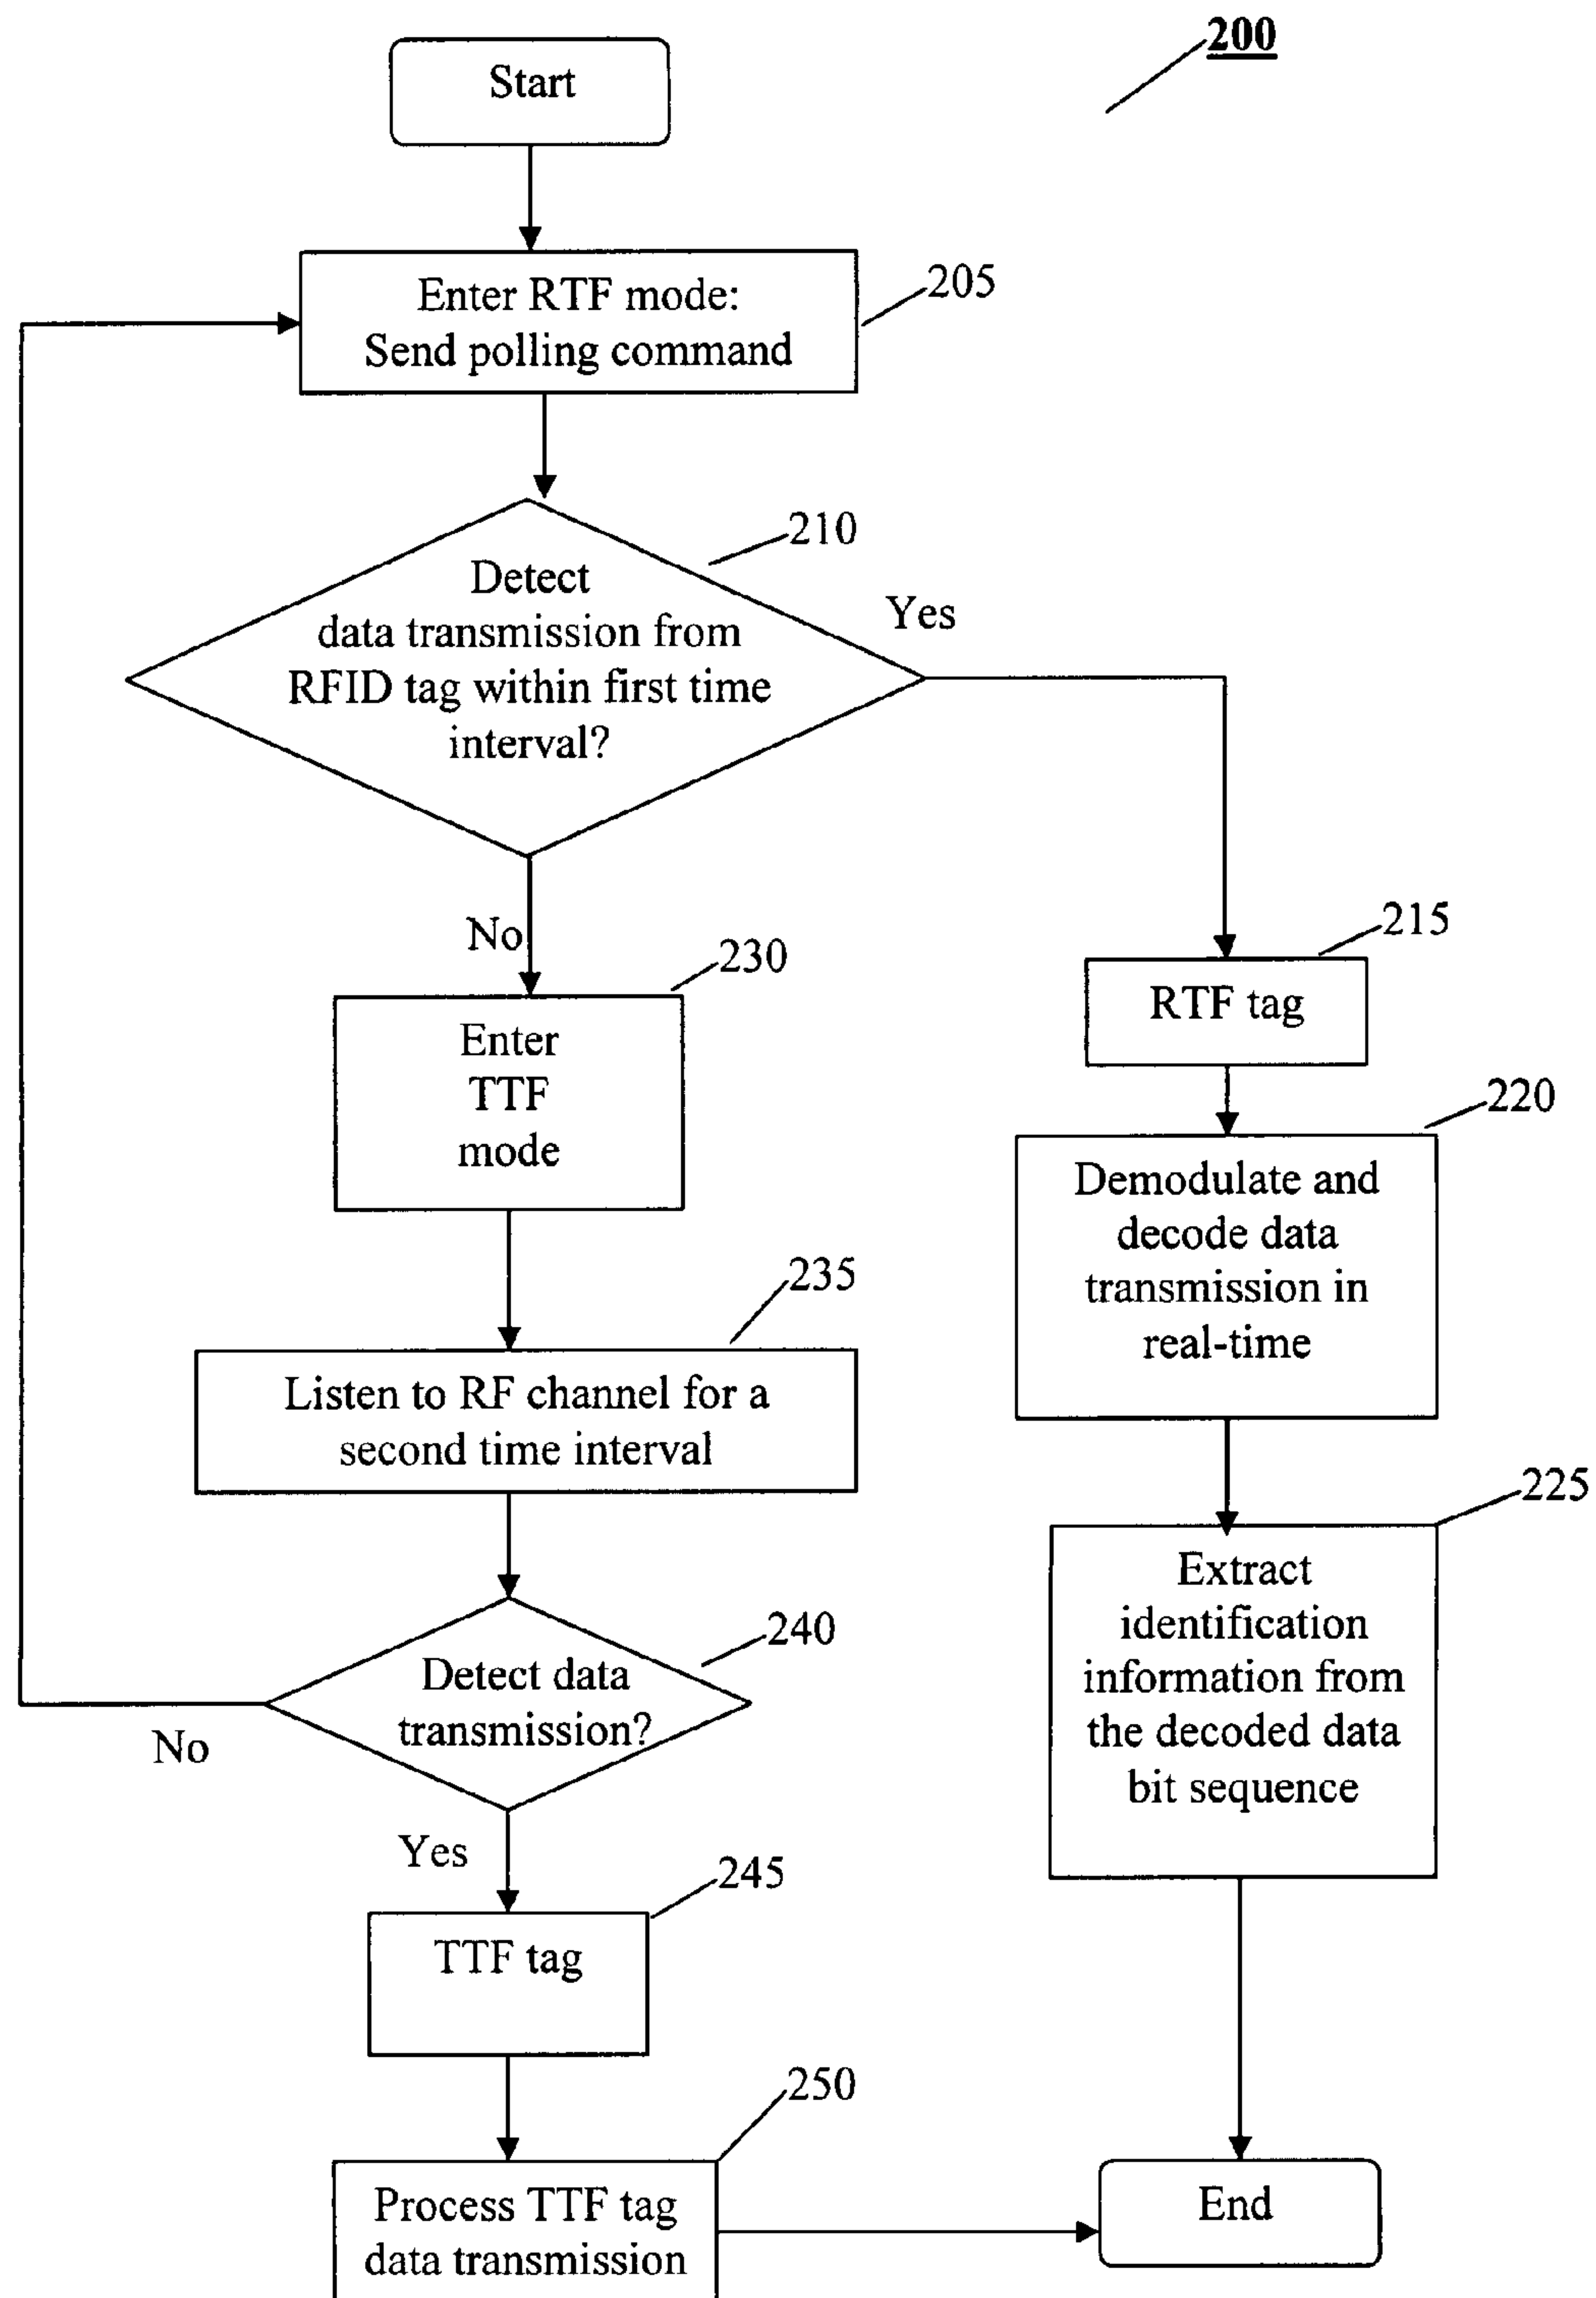 200
Start
Enter RTF mode:
Send polling command
205
210
Detect
data transmission from
RFID tag within first time
interval?
Yes
No
215
RTF tag
220
Demodulate and
decode data
transmission in
real-time
225
Extract
identification
information from
the decoded data
bit sequence
230
Enter
TTF
mode
235
Listen to RF channel for a
second time interval
240
Detect data
transmission?
No
Yes
245
TTF tag
250
Process TTF tag
data transmission
End